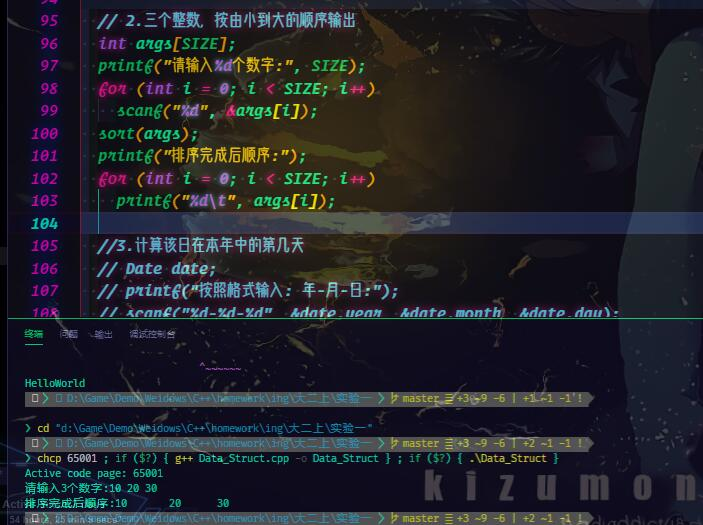 94
95 // 2.三个整数, 按由小到大的顺序输出
96 int args[SIZE];
97 printf("请输入%d个数字:", SIZE);
98 for (int i = 0; i < SIZE; i++)
99 scanf("%d", &args[i]);
100 sort(args);
101 printf("排序完成后顺序:");
102 for (int i = 0; i < SIZE; i++)
103 printf("%d\t", args[i]);
104
105 //3.计算该日在本年中的第几天
106 // Date date;
107 // printf("按照格式输入: 年-月-日:");
108 // scanf("%d-%d-%d" &date.year &date.month &date.day);
终端 问题 输出 调试控制台
^~~~~~~
HelloWorld
D:\Game\Demo\Weidows\C++\homework\ing\大二上\实验一 master ☰ +3 ~9 -6 | +1 ~1 -1 !
> cd "d:\Game\Demo\Weidows\C++\homework\ing\大二上\实验一"
D:\Game\Demo\Weidows\C++\homework\ing\大二上\实验一 master ☰ +3 ~9 -6 | +2 ~1 -1 !
> chcp 65001 ; if ($?) { g++ Data_Struct.cpp -o Data_Struct } ; if ($?) { .\Data_Struct }
Active code page: 65001
请输入3个数字:10 20 30
排序完成后顺序:10 20 30
D:\Game\Demo\Weidows\C++\homework\ing\大二上\实验一 master ☰ +3 ~9 -6 | +2 ~1 -1 !
kizumon